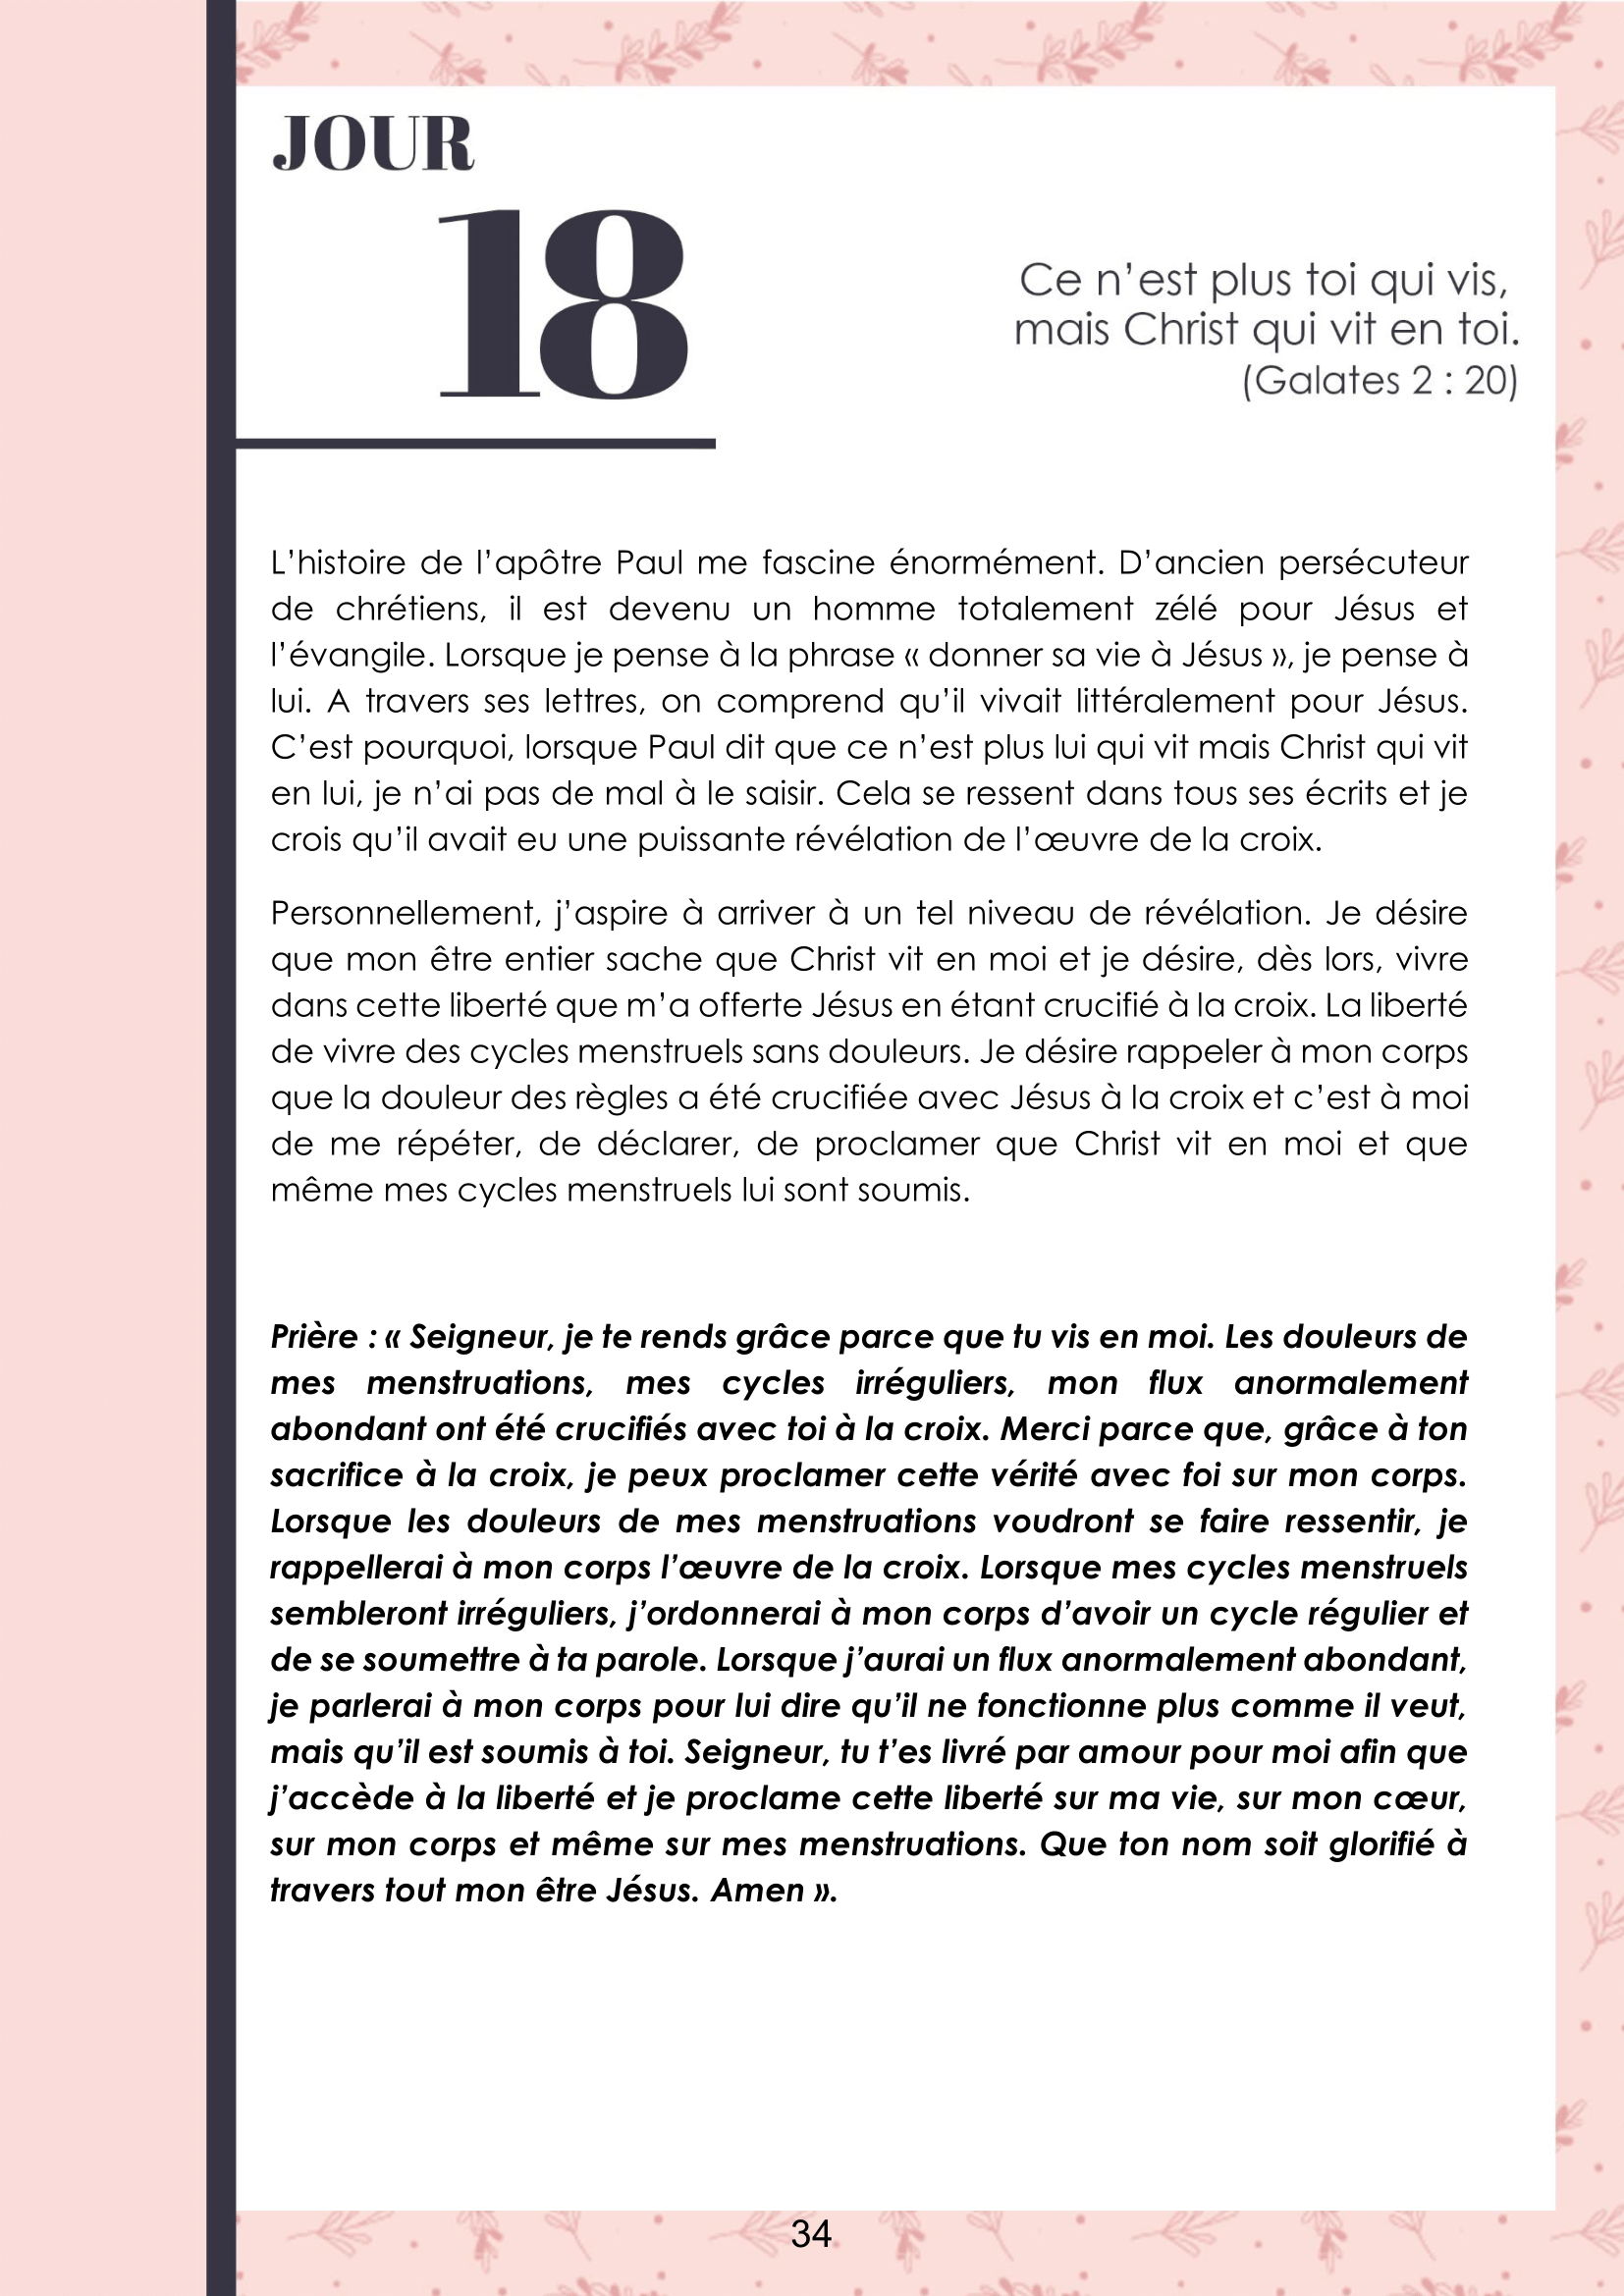 JOUR
18
Ce n’est plus toi qui vis,
mais Christ qui vit en toi.
(Galates 2 : 20)
L’histoire de l’apôtre Paul me fascine énormément. D’ancien persécuteur
de chrétiens, il est devenu un homme totalement zélé pour Jésus et
l’évangile. Lorsque je pense à la phrase « donner sa vie à Jésus », je pense à
lui. A travers ses lettres, on comprend qu’il vivait littéralement pour Jésus.
C’est pourquoi, lorsque Paul dit que ce n’est plus lui qui vit mais Christ qui vit
en lui, je n’ai pas de mal à le saisir. Cela se ressent dans tous ses écrits et je
crois qu’il avait eu une puissante révélation de l’œuvre de la croix.
Personnellement, j’aspire à arriver à un tel niveau de révélation. Je désire
que mon être entier sache que Christ vit en moi et je désire, dès lors, vivre
dans cette liberté que m’a offerte Jésus en étant crucifié à la croix. La liberté
de vivre des cycles menstruels sans douleurs. Je désire rappeler à mon corps
que la douleur des règles a été crucifiée avec Jésus à la croix et c’est à moi
de me répéter, de déclarer, de proclamer que Christ vit en moi et que
même mes cycles menstruels lui sont soumis.
Prière : « Seigneur, je te rends grâce parce que tu vis en moi. Les douleurs de
mes menstruations, mes cycles irréguliers, mon flux anormalement
abondant ont été crucifiés avec toi à la croix. Merci parce que, grâce à ton
sacrifice à la croix, je peux proclamer cette vérité avec foi sur mon corps.
Lorsque les douleurs de mes menstruations voudront se faire ressentir, je
rappellerai à mon corps l’œuvre de la croix. Lorsque mes cycles menstruels
sembleront irréguliers, j’ordonnerai à mon corps d’avoir un cycle régulier et
de se soumettre à ta parole. Lorsque j’aurai un flux anormalement abondant,
je parlerai à mon corps pour lui dire qu’il ne fonctionne plus comme il veut,
mais qu’il est soumis à toi. Seigneur, tu t’es livré par amour pour moi afin que
j’accède à la liberté et je proclame cette liberté sur ma vie, sur mon cœur,
sur mon corps et même sur mes menstruations. Que ton nom soit glorifié à
travers tout mon être Jésus. Amen ».
34